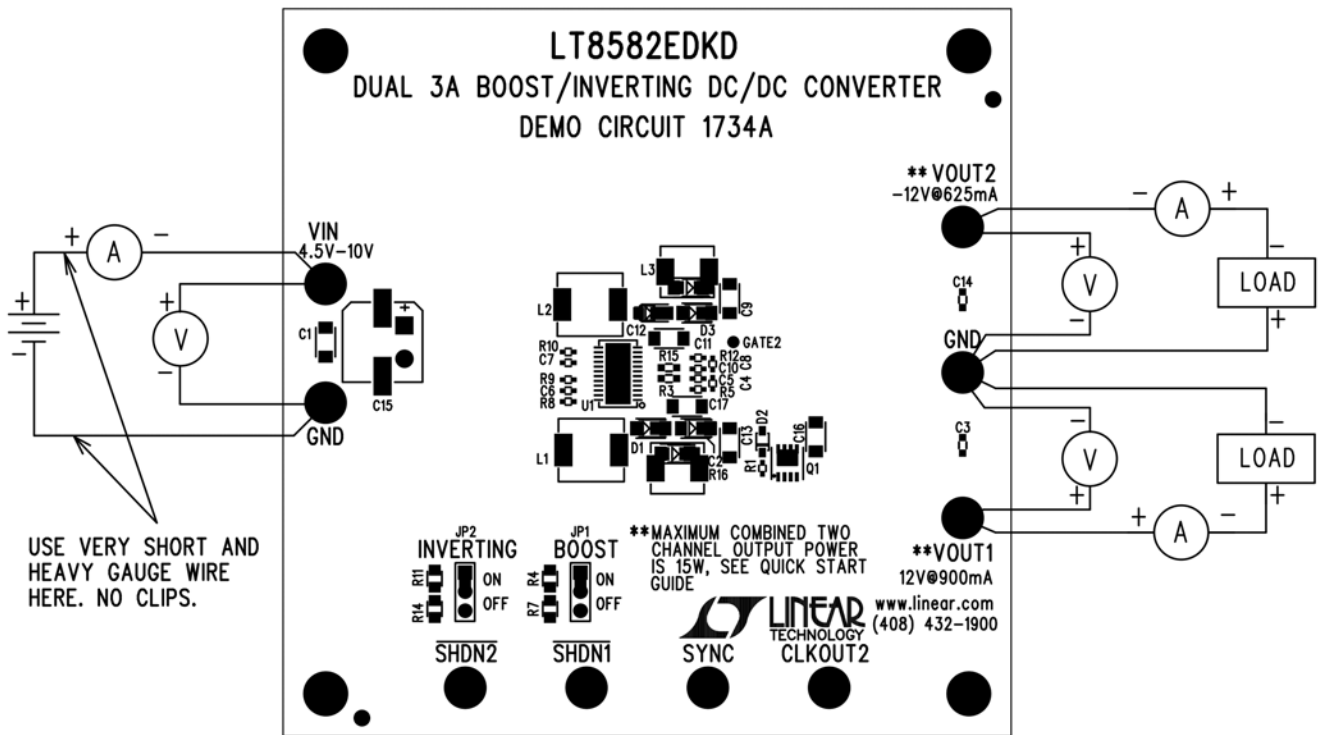 LT8582EDKD
DUAL 3A BOOST/INVERTING DC/DC CONVERTER
DEMO CIRCUIT 1734A
** VOUT2
-12V@625mA
- A +
+ A -
VIN
4.5V-10V
+
V
-
+
-
C1
+
C15
GND
USE VERY SHORT AND
HEAVY GAUGE WIRE
HERE. NO CLIPS.
L3
L2
C9
C12
D3
GATE2
R10
C7
R9
C6
R8
U1
C11
R15
R3
R12
C10
C5
R5
C8
C4
C17
D1
L1
C2
R16
C13
D2
R1
C16
Q1
C14
GND
C3
+
V
-
-
LOAD
+
V
-
+
-
LOAD
+
+ A -
**VOUT1
12V@900mA
**MAXIMUM COMBINED TWO
CHANNEL OUTPUT POWER
IS 15W, SEE QUICK START
GUIDE
JP2
INVERTING
R11
ON
OFF
R14
JP1
BOOST
R4
ON
OFF
R7
LINEAR
TECHNOLOGY
www.linear.com
(408) 432-1900
SHDN2
SHDN1
SYNC
CLKOUT2